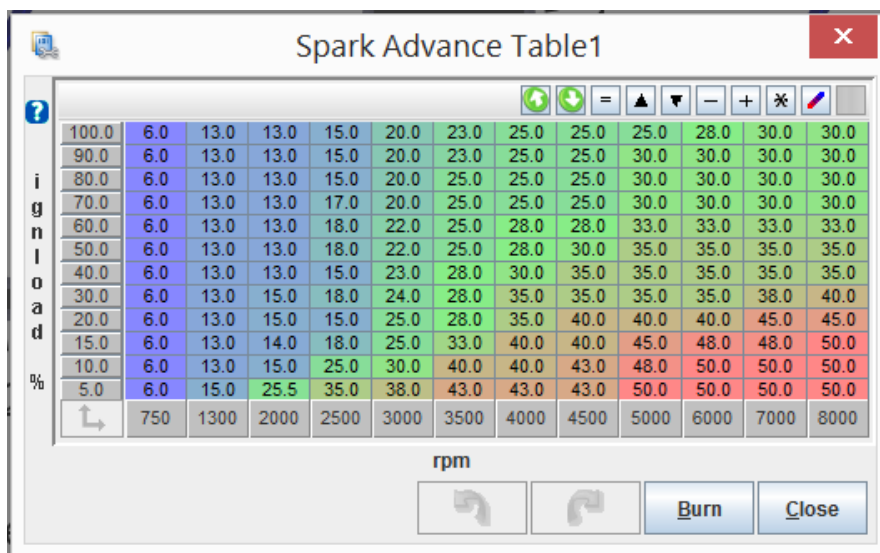 Spark Advance Table1
ignload %
100.0 6.0 13.0 13.0 15.0 20.0 23.0 25.0 25.0 25.0 28.0 30.0 30.0
90.0 6.0 13.0 13.0 15.0 20.0 23.0 25.0 25.0 30.0 30.0 30.0 30.0
80.0 6.0 13.0 13.0 15.0 20.0 25.0 25.0 25.0 30.0 30.0 30.0 30.0
70.0 6.0 13.0 13.0 17.0 20.0 25.0 25.0 25.0 30.0 30.0 30.0 30.0
60.0 6.0 13.0 13.0 18.0 22.0 25.0 28.0 28.0 33.0 33.0 33.0 33.0
50.0 6.0 13.0 13.0 18.0 22.0 25.0 28.0 30.0 35.0 35.0 35.0 35.0
40.0 6.0 13.0 13.0 15.0 23.0 28.0 30.0 35.0 35.0 35.0 35.0 35.0
30.0 6.0 13.0 15.0 18.0 24.0 28.0 35.0 35.0 35.0 35.0 38.0 40.0
20.0 6.0 13.0 15.0 15.0 25.0 28.0 35.0 40.0 40.0 40.0 45.0 45.0
15.0 6.0 13.0 14.0 18.0 25.0 33.0 40.0 40.0 45.0 48.0 48.0 50.0
10.0 6.0 13.0 15.0 25.0 30.0 40.0 40.0 43.0 48.0 50.0 50.0 50.0
5.0 6.0 15.0 25.5 35.0 38.0 43.0 43.0 43.0 50.0 50.0 50.0 50.0
750 1300 2000 2500 3000 3500 4000 4500 5000 6000 7000 8000
rpm
Burn Close